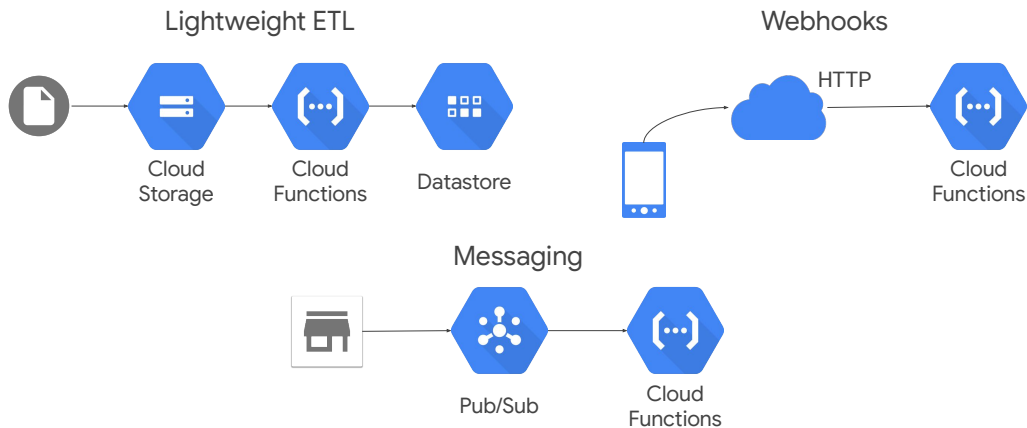 Lightweight ETL
Cloud
Storage
Cloud
Functions
Datastore
Webhooks
HTTP
Cloud
Functions
Messaging
Pub/Sub
Cloud
Functions